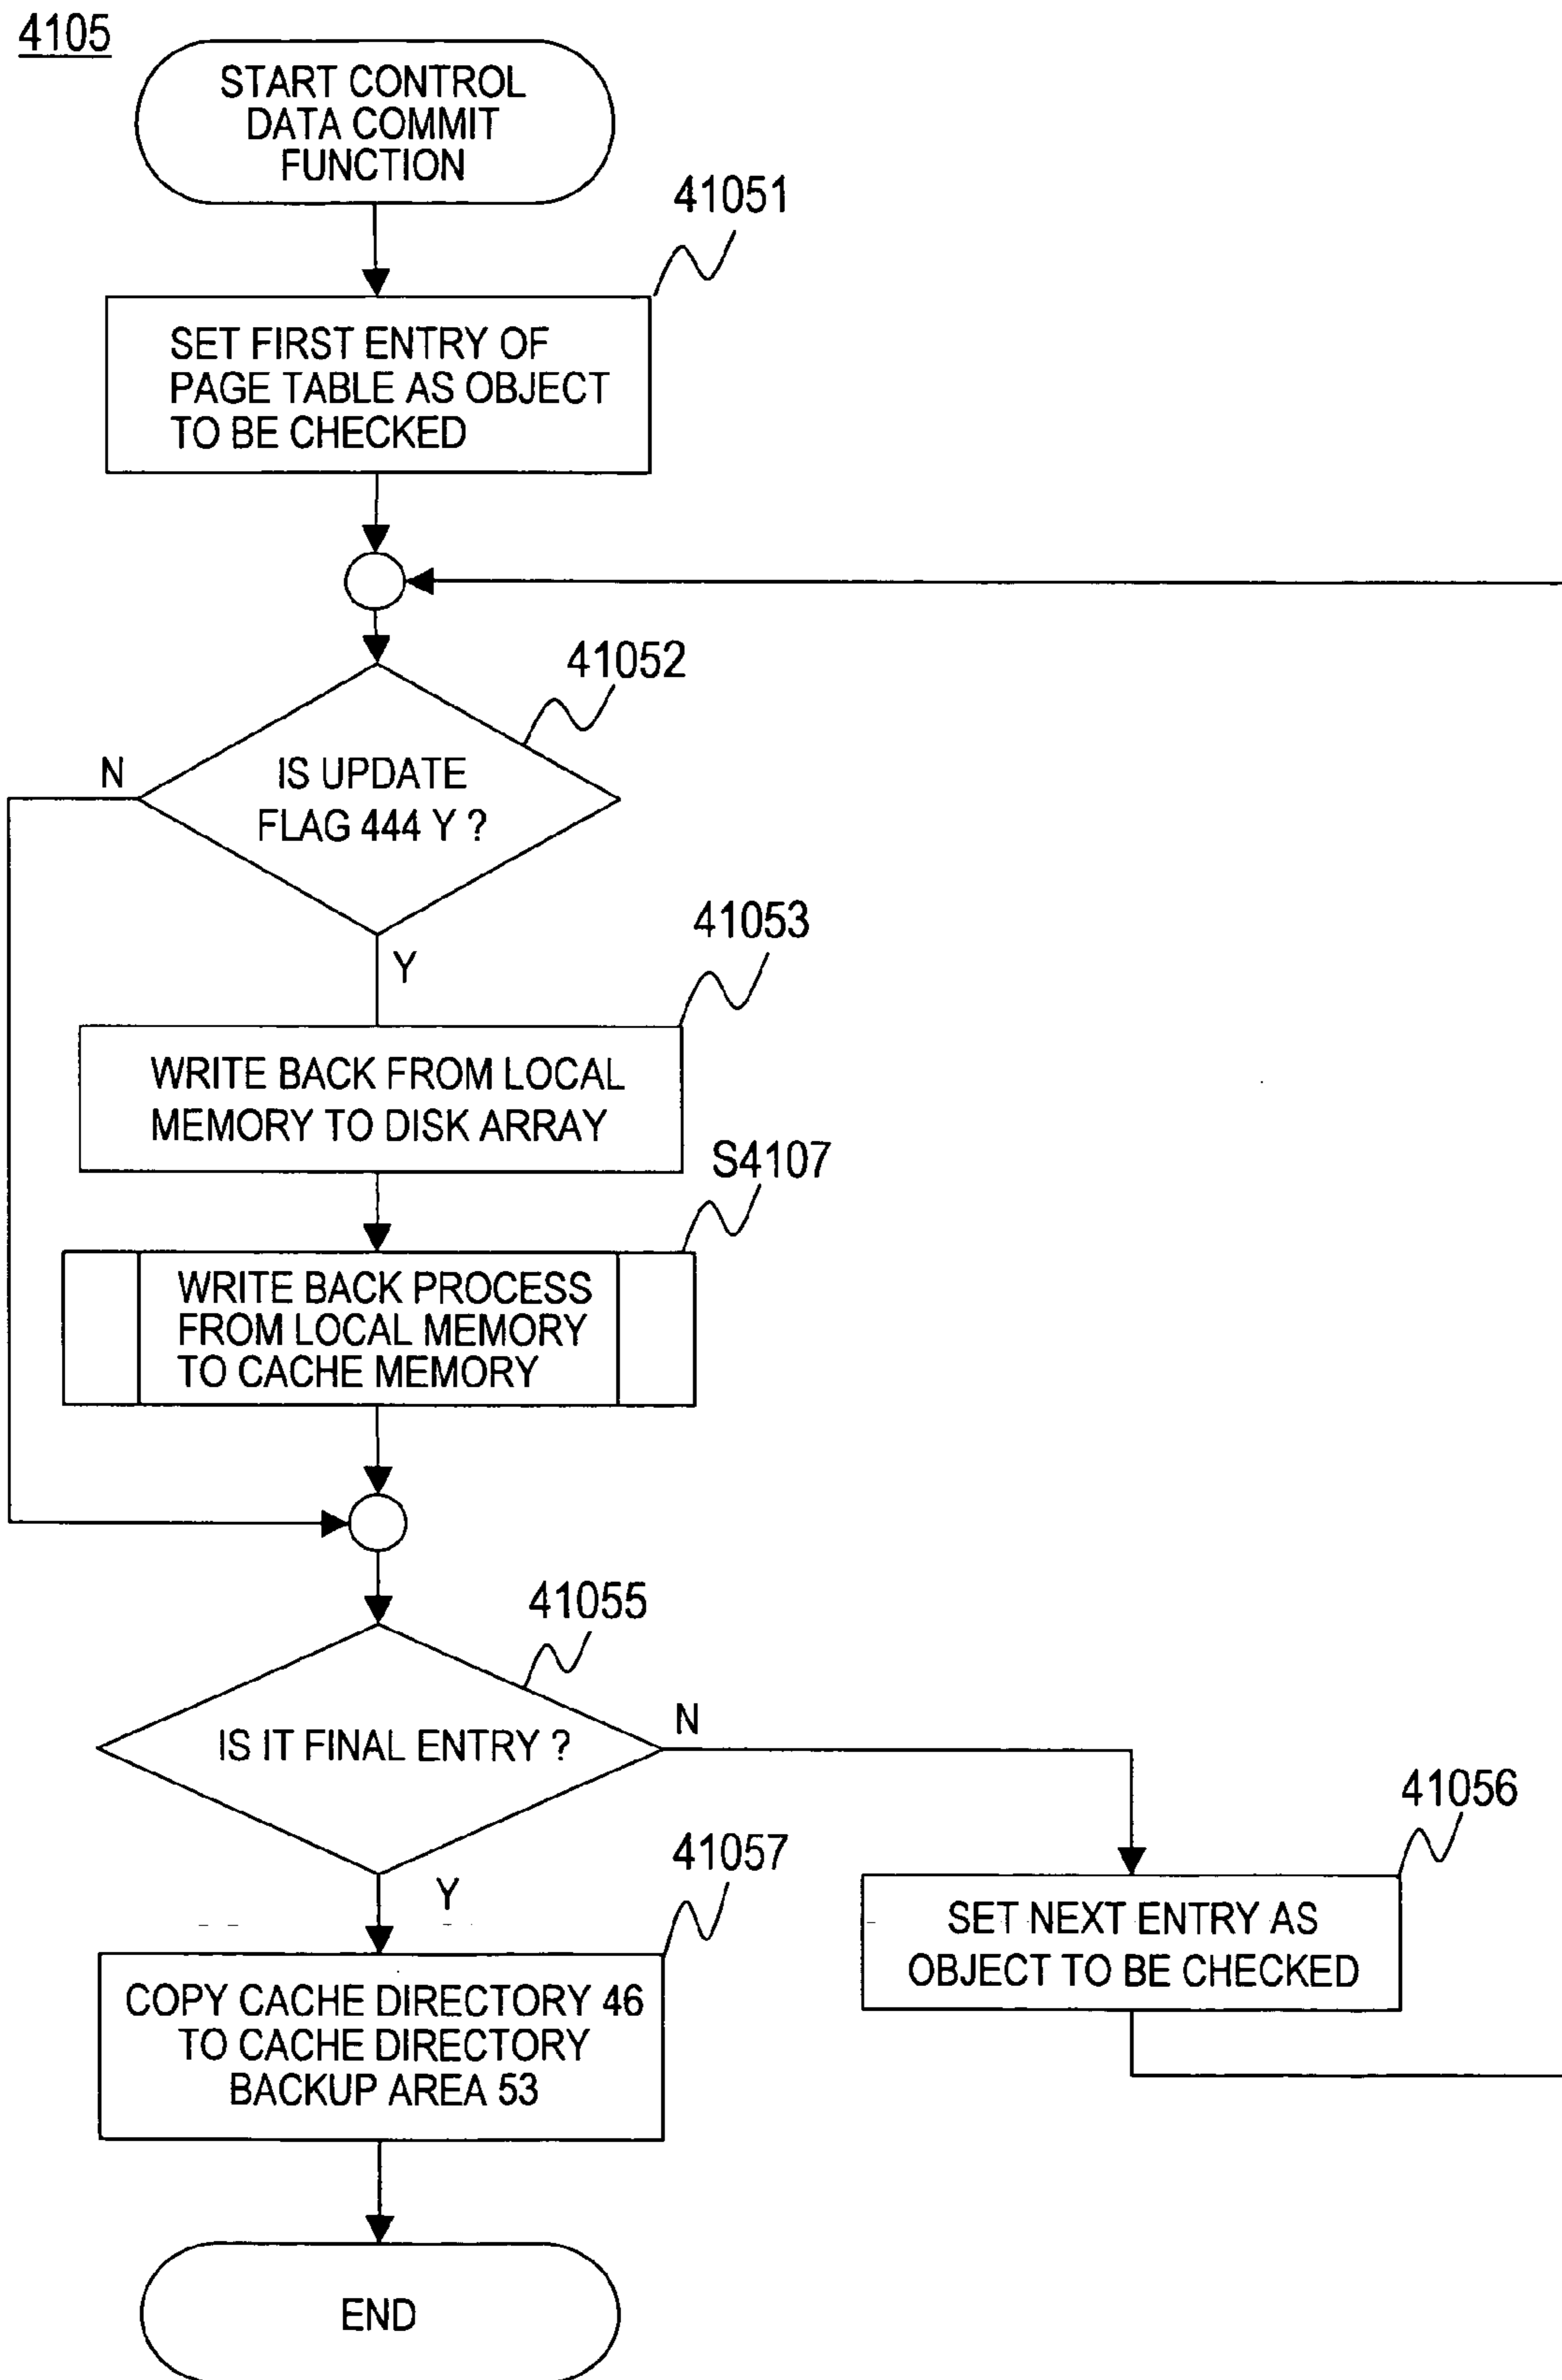 4105
START CONTROL
DATA COMMIT
FUNCTION
41051
SET FIRST ENTRY OF
PAGE TABLE AS OBJECT
TO BE CHECKED
41052
N
IS UPDATE
FLAG 444 Y ?
Y
41053
WRITE BACK FROM LOCAL
MEMORY TO DISK ARRAY
S4107
WRITE BACK PROCESS
FROM LOCAL MEMORY
TO CACHE MEMORY
41055
IS IT FINAL ENTRY ?
N
41056
SET NEXT ENTRY AS
OBJECT TO BE CHECKED
Y
41057
COPY CACHE DIRECTORY 46
TO CACHE DIRECTORY
BACKUP AREA 53
END